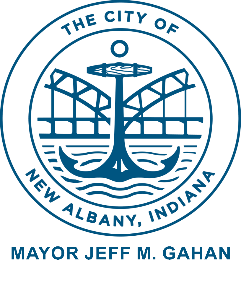 THE CITY OF
NEW ALBANY, INDIANA
MAYOR JEFF M. GAHAN